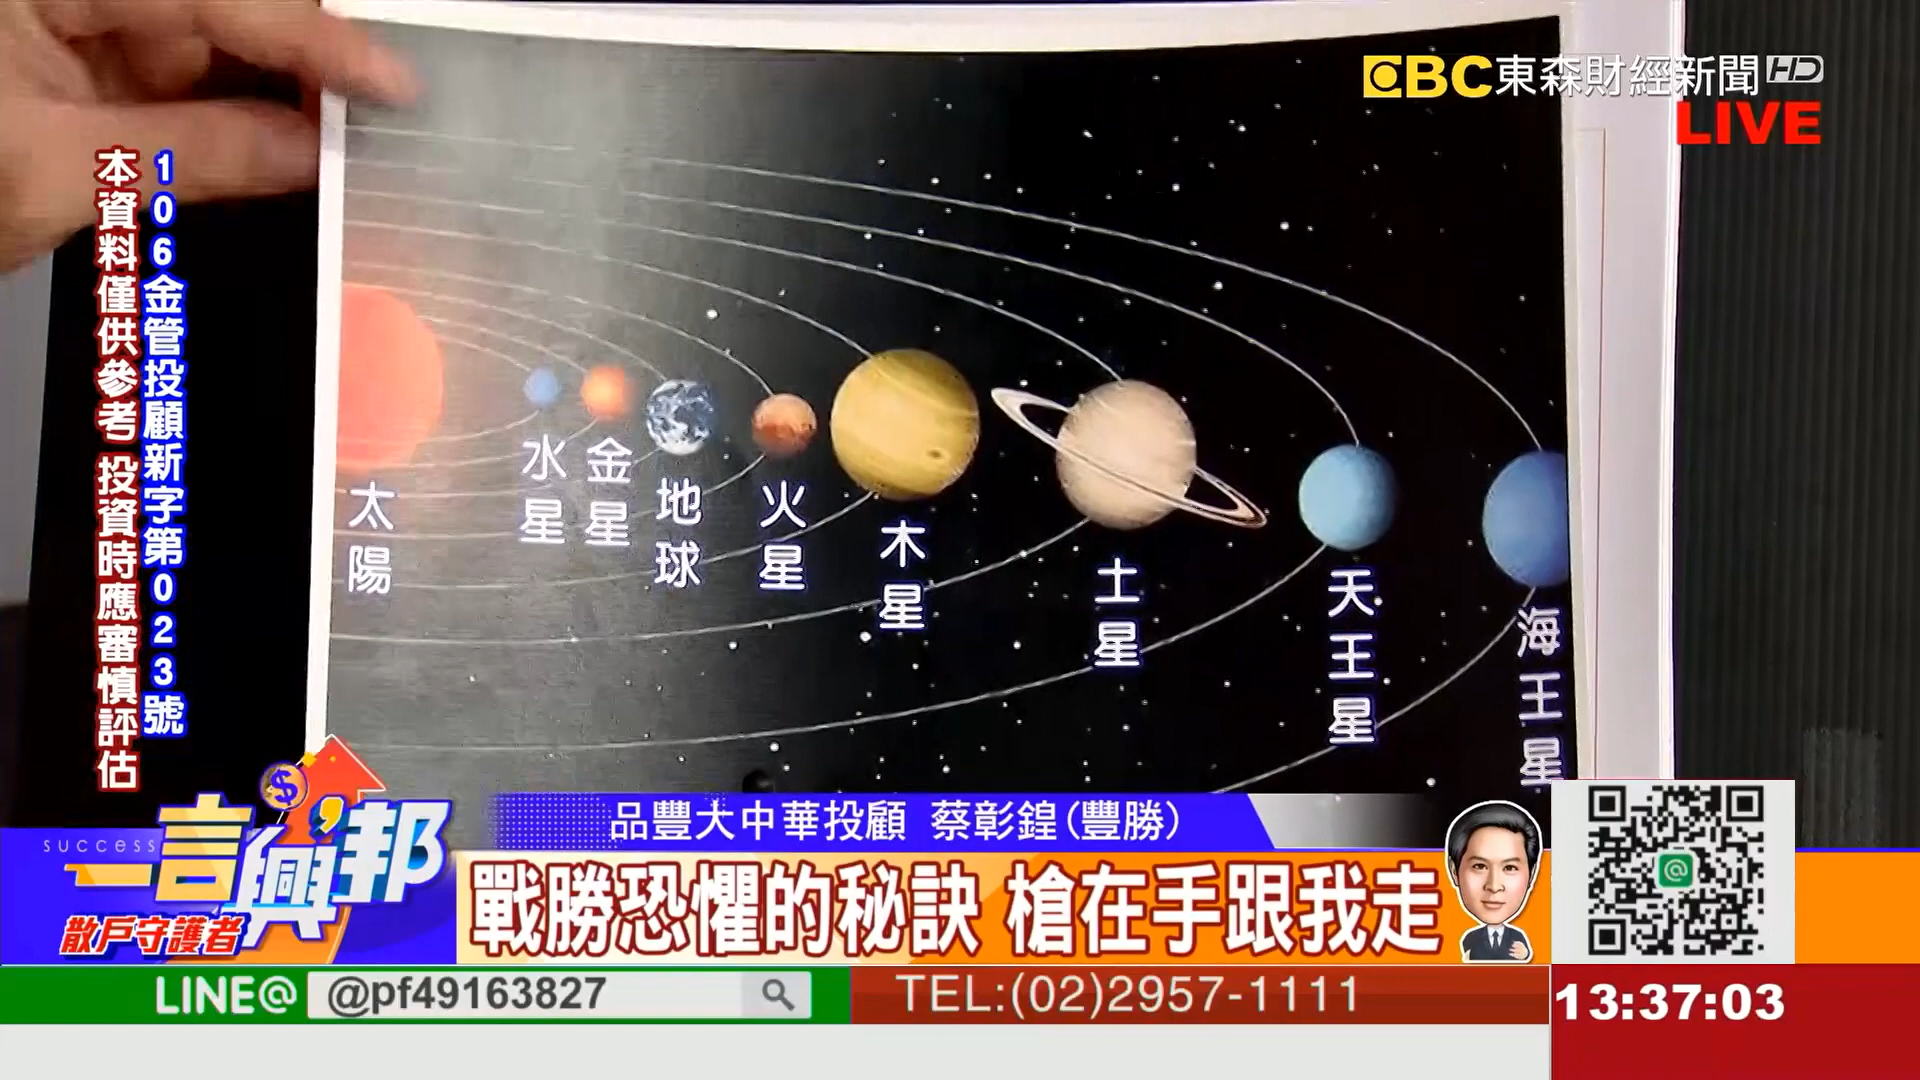 EBC東森財經新聞HD
LIVE
106金管投顧新字第023號
本資料僅供參考 投資時應審慎評估
太陽
水星
金星
地球
火星
木星
土星
天王星
海王星
success
一言興邦
散戶守護者
品豐大中華投顧 蔡彰鍠(豐勝)
戰勝恐懼的秘訣 槍在手跟我走
LINE@ @pf49163827
TEL:(02)2957-1111
13:37:03